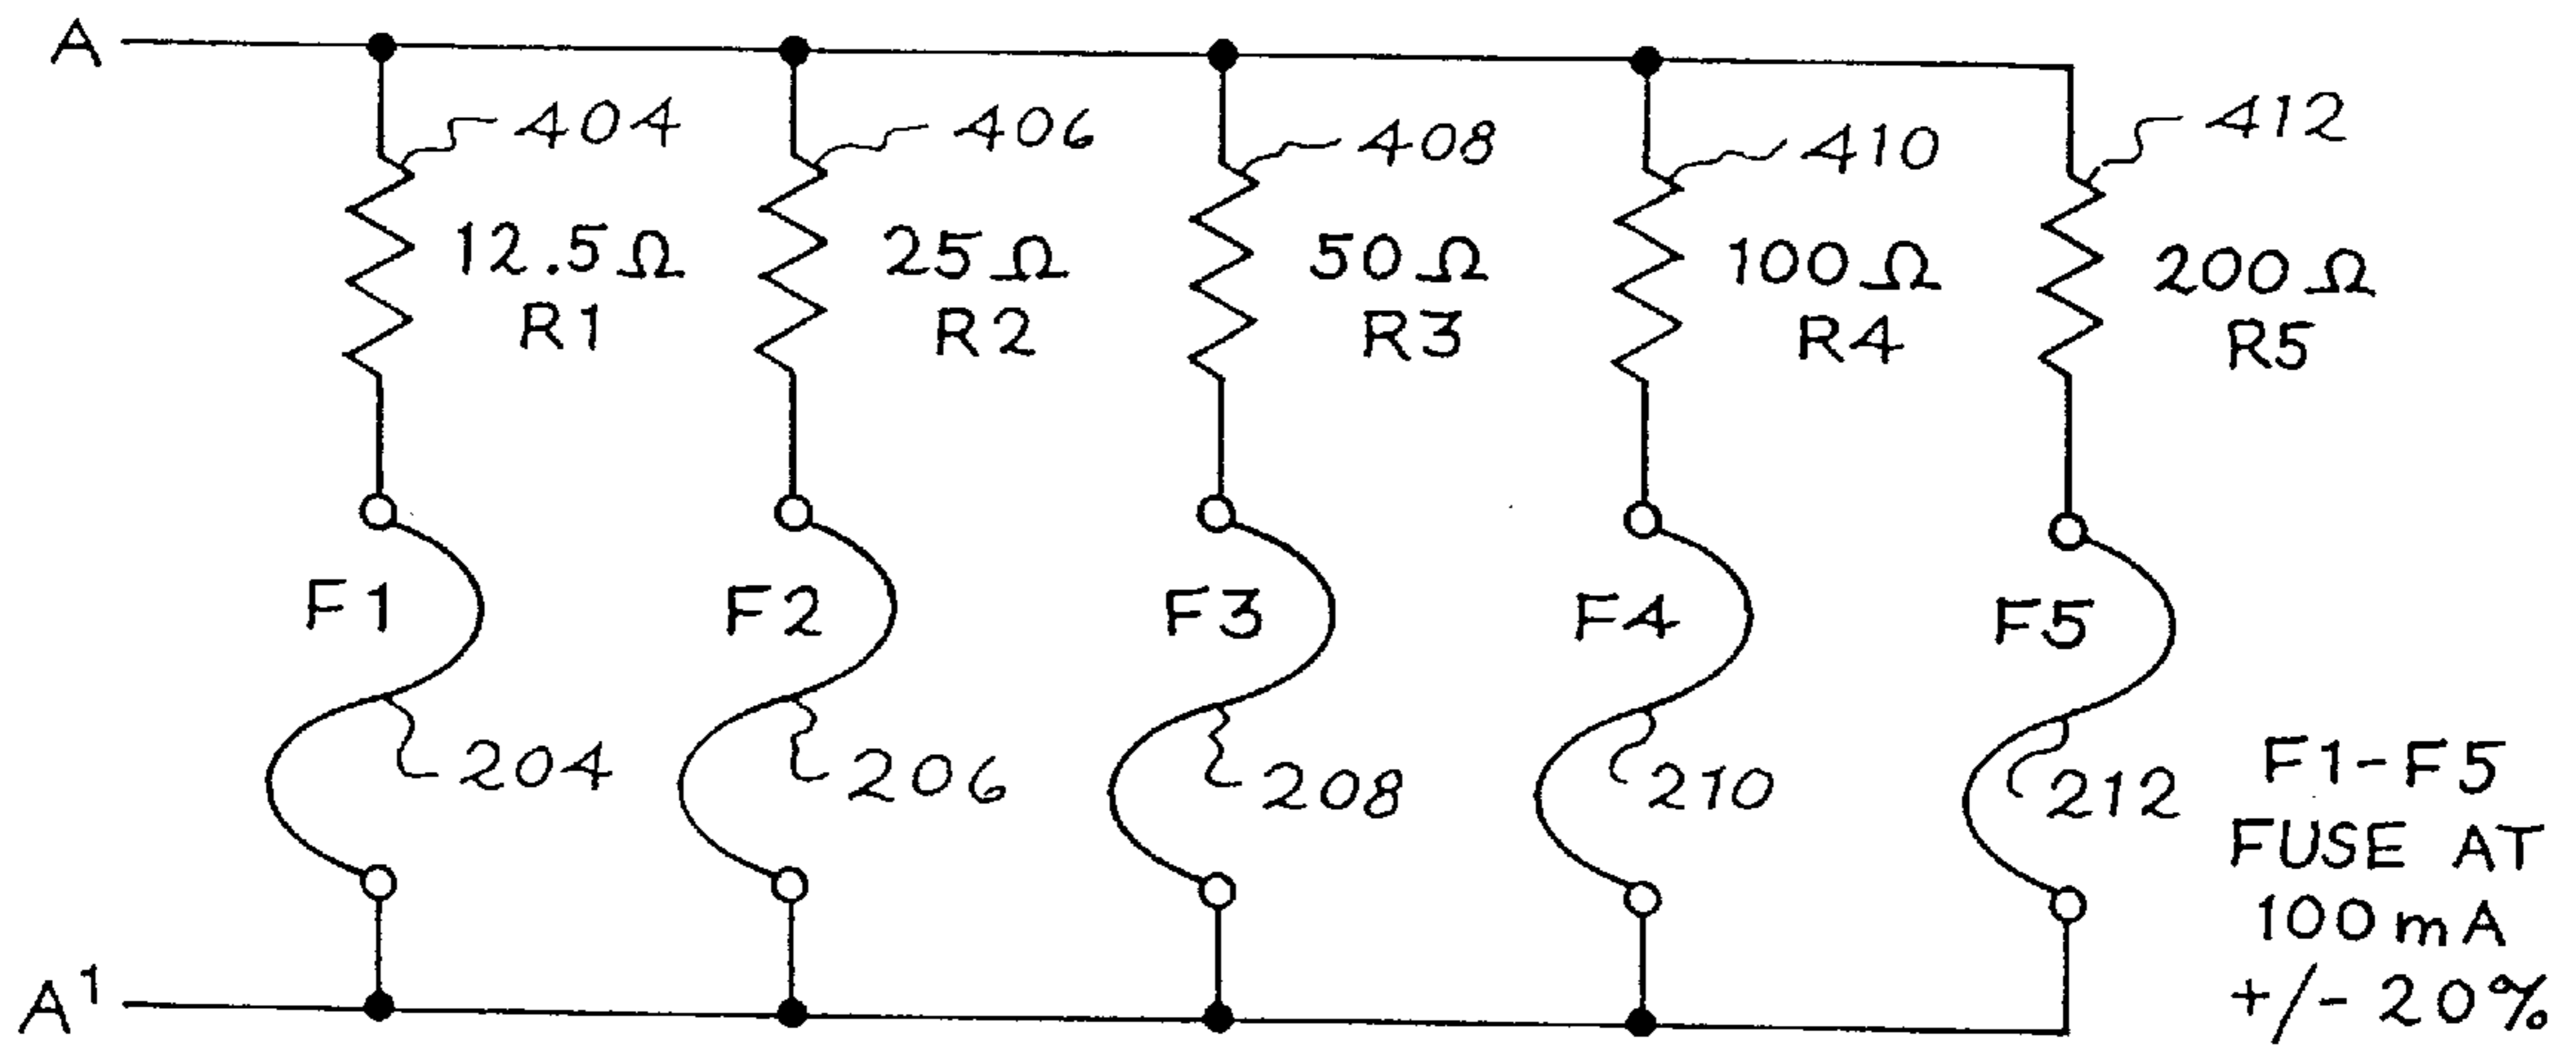 A
404
406
408
410
412
12.5Ω
R1
25Ω
R2
50Ω
R3
100Ω
R4
200Ω
R5
F1
F2
F3
F4
F5
204
206
208
210
212
F1-F5
FUSE AT
100mA
+/-20%
A1